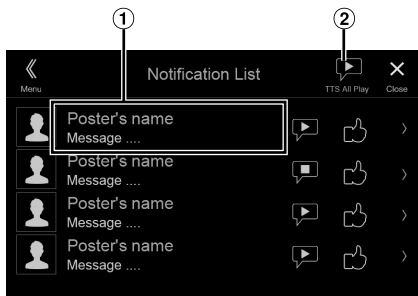 1 2
Notification List
Menu TTS All Play Close
Poster's name
Message ....
Poster's name
Message ....
Poster's name
Message ....
Poster's name
Message ....